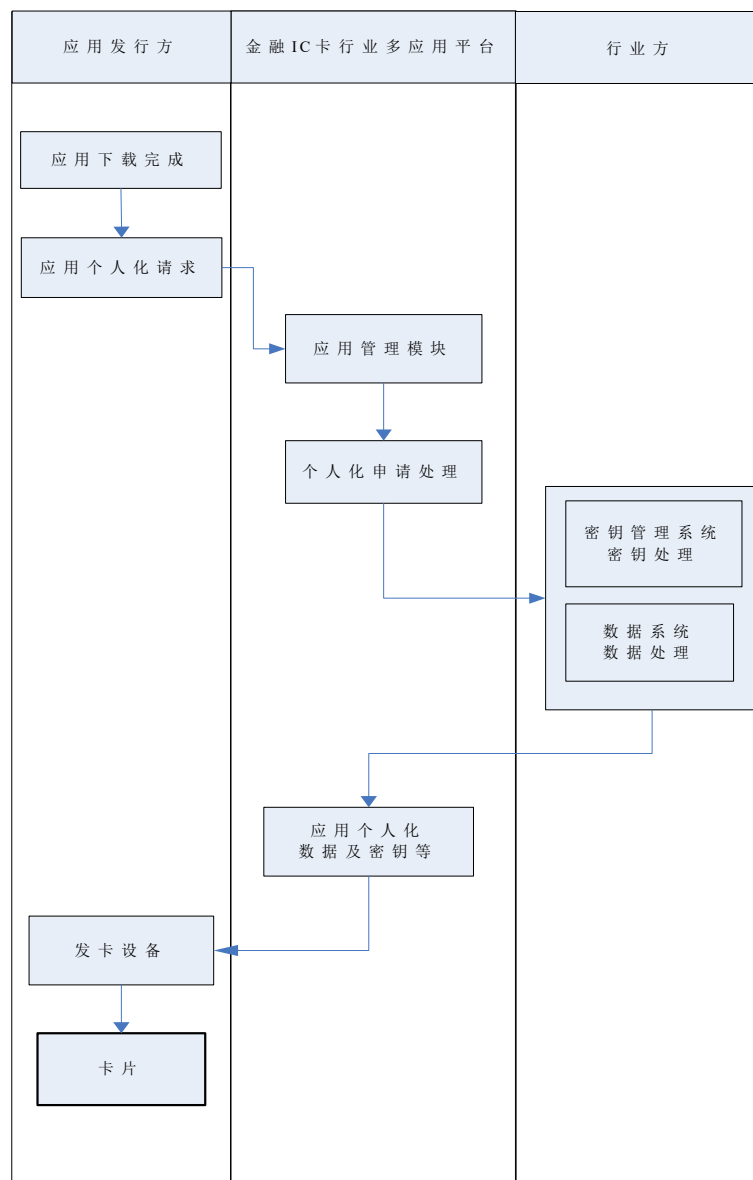 应用发行方
金融IC卡行业多应用平台
行业方
应用下载完成
应用个人化请求
应用管理模块
个人化申请处理
密钥管理系统
密钥处理
数据系统
数据处理
应用个人化
数据及密钥等
发卡设备
卡片